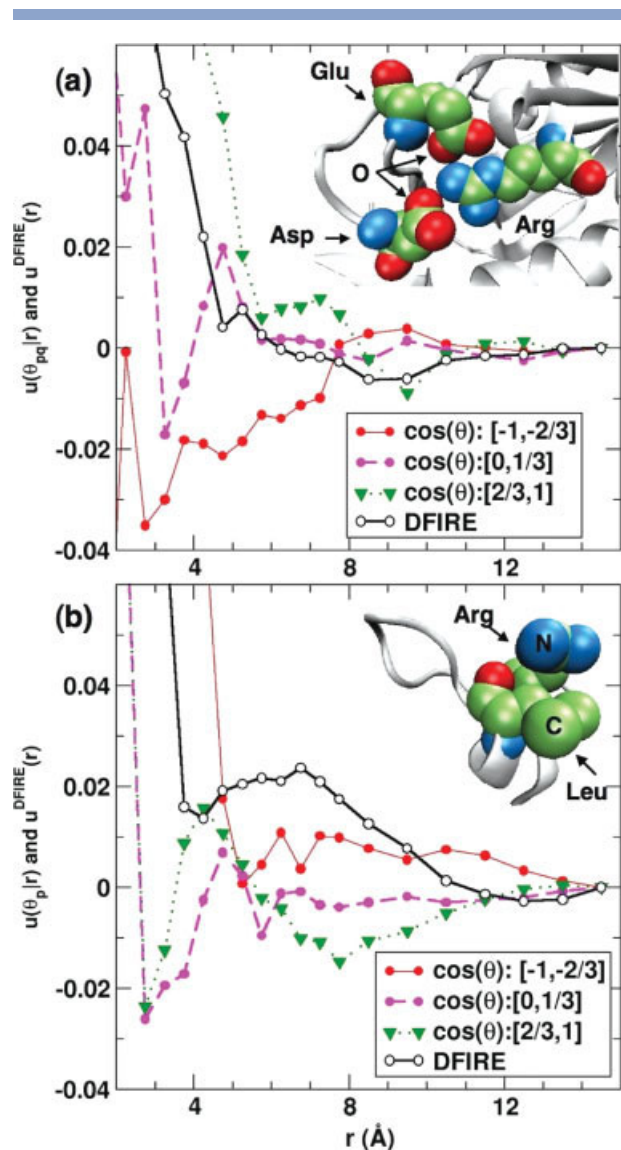 (a)
0.04
0.02
0
-0.02
-0.04
u(θpq|r) and u^DFIRE(r)
Glu
O
Asp
Arg
cos(θ): [-1,-2/3]
cos(θ):[0,1/3]
cos(θ):[2/3,1]
DFIRE
4 8 12
(b)
0.04
0.02
0
-0.02
-0.04
u(θp|r) and u^DFIRE(r)
Arg
N
C
Leu
cos(θ): [-1,-2/3]
cos(θ):[0,1/3]
cos(θ):[2/3,1]
DFIRE
4 8 12
r (Å)